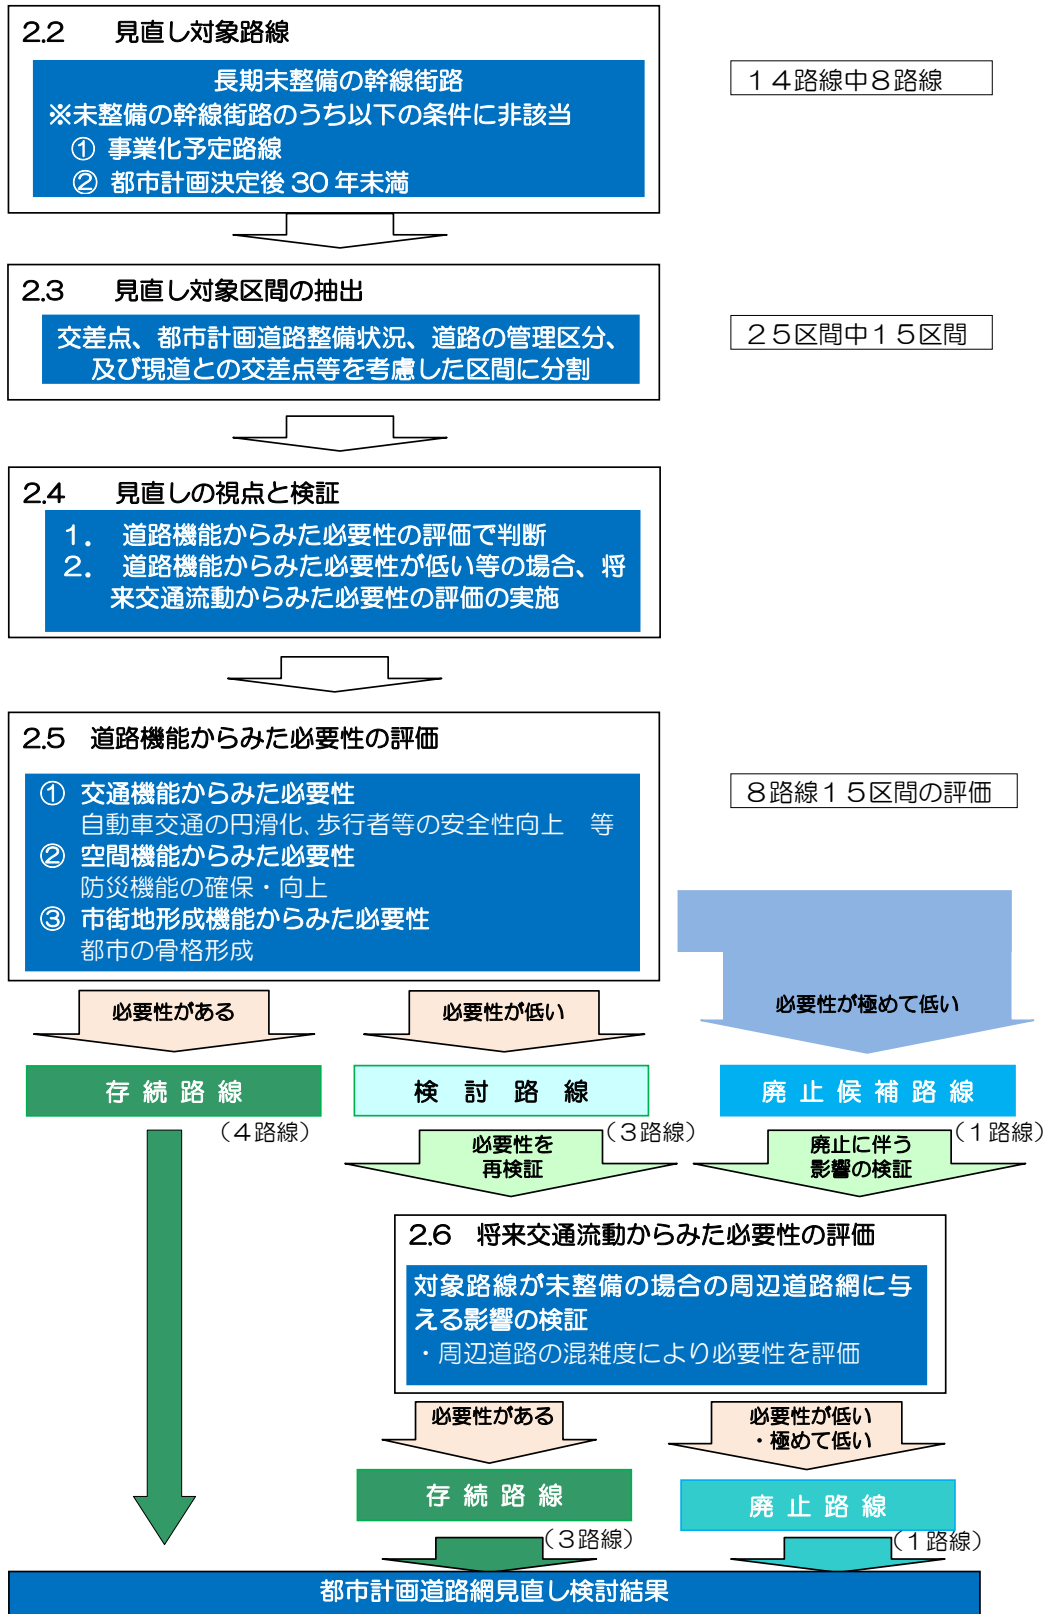 2.2 見直し対象路線
長期未整備の幹線街路
※未整備の幹線街路のうち以下の条件に非該当
① 事業化予定路線
② 都市計画決定後 30 年未満
14路線中8路線
2.3 見直し対象区間の抽出
交差点、都市計画道路整備状況、道路の管理区分、
及び現道との交差点等を考慮した区間に分割
25区間中15区間
2.4 見直しの視点と検証
1. 道路機能からみた必要性の評価で判断
2. 道路機能からみた必要性が低い等の場合、将
来交通流動からみた必要性の評価の実施
2.5 道路機能からみた必要性の評価
① 交通機能からみた必要性
自動車交通の円滑化、歩行者等の安全性向上 等
② 空間機能からみた必要性
防災機能の確保・向上
③ 市街地形成機能からみた必要性
都市の骨格形成
8路線15区間の評価
必要性がある
必要性が低い
必要性が極めて低い
存続路線
検討路線
廃止候補路線
(4路線)
(3路線)
(1路線)
必要性を
再検証
廃止に伴う
影響の検証
2.6 将来交通流動からみた必要性の評価
対象路線が未整備の場合の周辺道路網に与
える影響の検証
・周辺道路の混雑度により必要性を評価
必要性がある
必要性が低い
・極めて低い
存続路線
廃止路線
(3路線)
(1路線)
都市計画道路網見直し検討結果